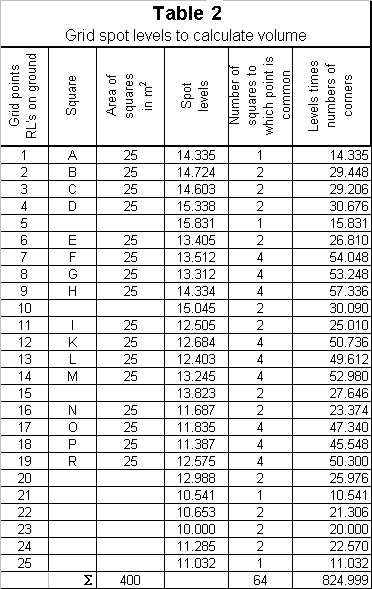 Table 2
Grid spot levels to calculate volume
Grid points RL's on ground | Square | Area of squares in m² | Spot levels | Number of squares to which point is common | Levels times numbers of corners
1 A 25 14.335 1 14.335
2 B 25 14.724 2 29.448
3 C 25 14.603 2 29.206
4 D 25 15.338 2 30.676
5 15.831 1 15.831
6 E 25 13.405 2 26.810
7 F 25 13.512 4 54.048
8 G 25 13.312 4 53.248
9 H 25 14.334 4 57.336
10 15.045 2 30.090
11 I 25 12.505 2 25.010
12 K 25 12.684 4 50.736
13 L 25 12.403 4 49.612
14 M 25 13.245 4 52.980
15 13.823 2 27.646
16 N 25 11.687 2 23.374
17 O 25 11.835 4 47.340
18 P 25 11.387 4 45.548
19 R 25 12.575 4 50.300
20 12.988 2 25.976
21 10.541 1 10.541
22 10.653 2 21.306
23 10.000 2 20.000
24 11.285 2 22.570
25 11.032 1 11.032
Σ 400 64 824.999